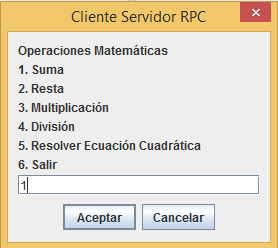 Cliente Servidor RPC
Operaciones Matemáticas
1. Suma
2. Resta
3. Multiplicación
4. División
5. Resolver Ecuación Cuadrática
6. Salir
1
Aceptar Cancelar